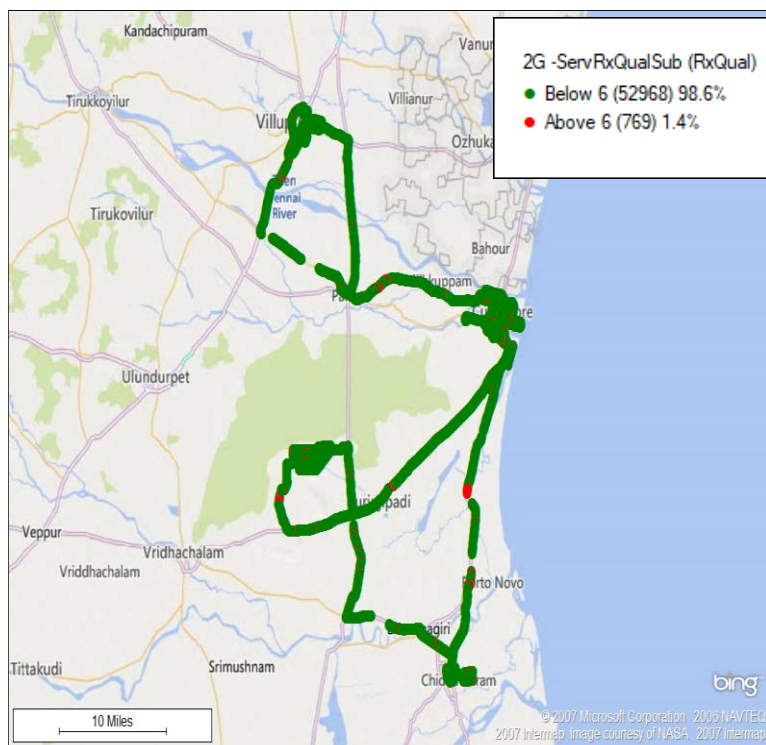 2G -ServRxQualSub (RxQual)
Below 6 (52968) 98.6%
Above 6 (769) 1.4%
Kandachipuram
Vanur
Tirukkoyilur
Villianur
Ozhuka
River
Tirukovilur
Bahour
Ulundurpet
Veppur
Vridhachalam
Vriddhachalam
Porto Novo
Tittakudi
Srimushnam
10 Miles
bing
© 2007 Microsoft Corporation 2006 NAVTEQ
2007 Intermap Image courtesy of NASA. 2007 Intermap